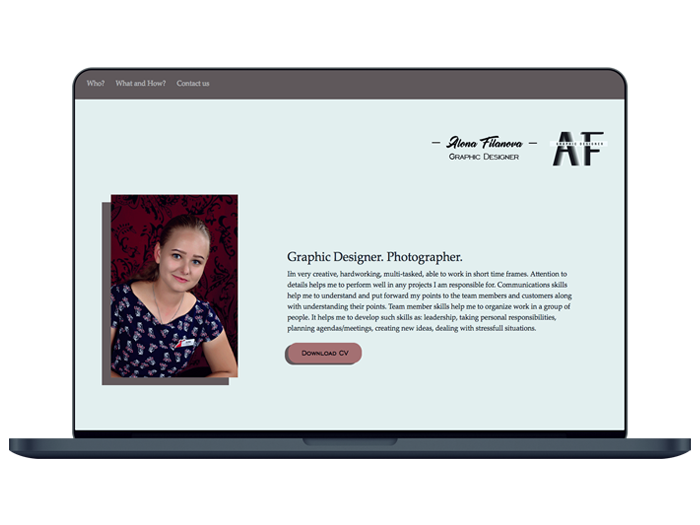 Who? What and How? Contact us
— Alona Filanova —
Graphic Designer
AF
GRAPHIC DESIGNER
Graphic Designer. Photographer.
I'm very creative, hardworking, multi-tasked, able to work in short time frames. Attention to
details helps me to perform well in any projects I am responsible for. Communications skills
help me to understand and put forward my points to the team members and customers along
with understanding their points. Team member skills help me to organize work in a group of
people. It helps me to develop such skills as: leadership, taking personal responsibilities,
planning agendas/meetings, creating new ideas, dealing with stressfull situations.
Download CV